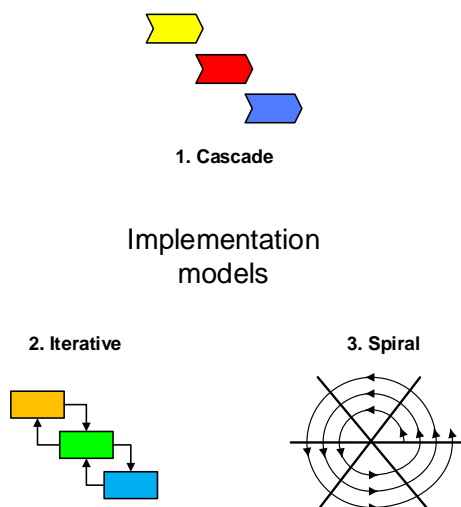 1. Cascade
Implementation
models
2. Iterative
3. Spiral